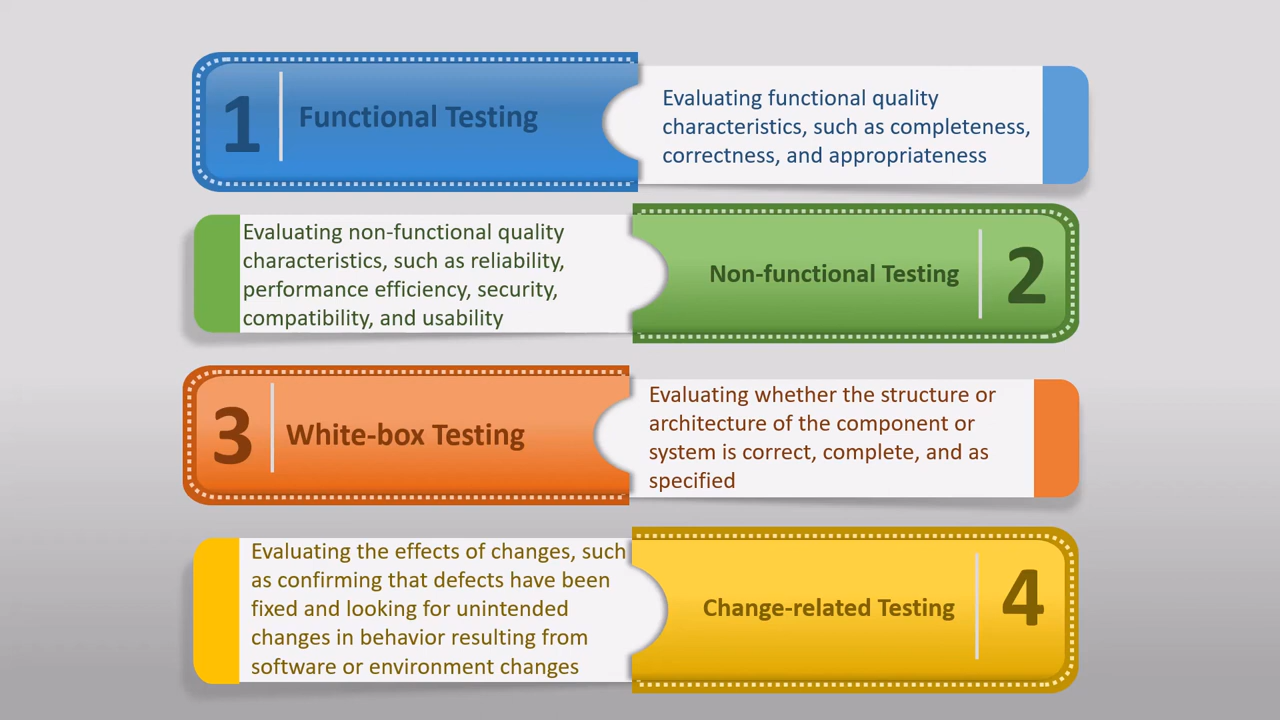 1
Functional Testing
Evaluating functional quality
characteristics, such as completeness,
correctness, and appropriateness
Evaluating non-functional quality
characteristics, such as reliability,
performance efficiency, security,
compatibility, and usability
Non-functional Testing
2
3
White-box Testing
Evaluating whether the structure or
architecture of the component or
system is correct, complete, and as
specified
Evaluating the effects of changes, such
as confirming that defects have been
fixed and looking for unintended
changes in behavior resulting from
software or environment changes
Change-related Testing
4